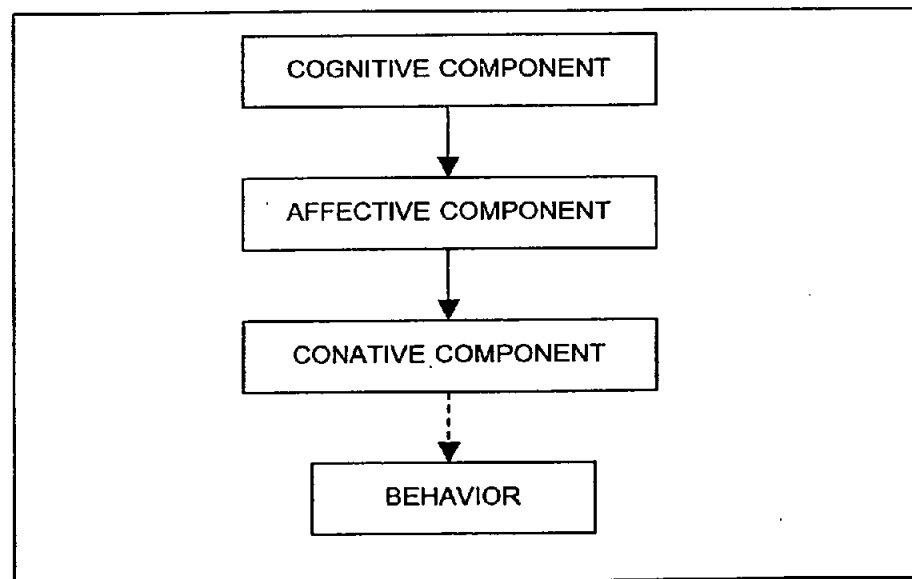 COGNITIVE COMPONENT
AFFECTIVE COMPONENT
CONATIVE COMPONENT
BEHAVIOR